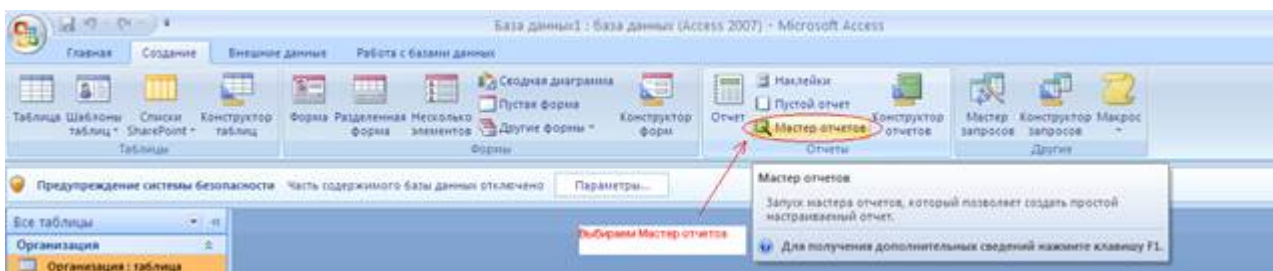 База данных1 : база данных (Access 2007) - Microsoft Access
Главная Создание Внешние данные Работа с базами данных
Таблица
Шаблоны таблиц
Списки SharePoint
Конструктор таблиц
Таблицы
Форма
Разделенная форма
Несколько элементов
Сводная диаграмма
Пустая форма
Другие формы
Конструктор форм
Формы
Отчет
Наклейки
Пустой отчет
Мастер отчетов
Конструктор отчетов
Отчеты
Мастер запросов
Конструктор запросов
Макрос
Другие
Предупреждение системы безопасности Часть содержимого базы данных отключено Параметры...
Все таблицы
Организация
Организация : таблица
Выбираем Мастер отчетов
Мастер отчетов
Запуск мастера отчетов, который позволяет создать простой
настраиваемый отчет.
Для получения дополнительных сведений нажмите клавишу F1.